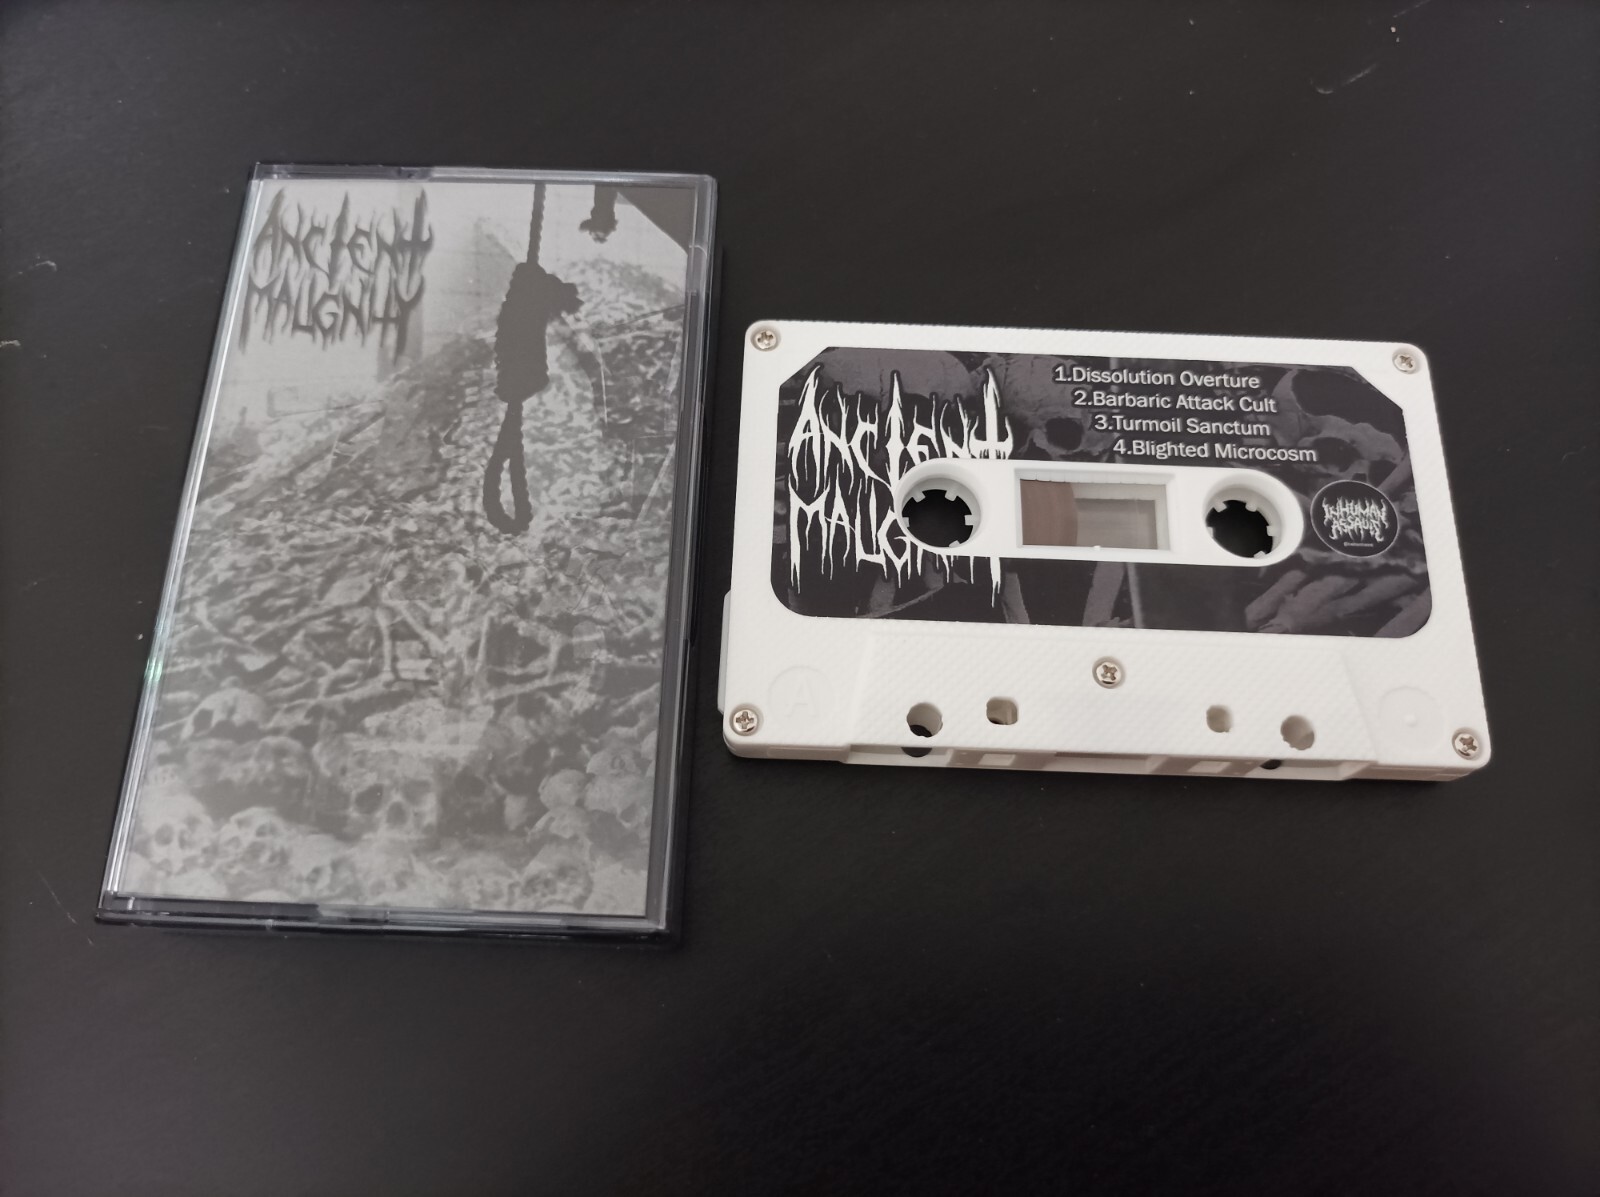 ANCIENT
MALIGNITY
ANCIENT
MALIGNITY
1.Dissolution Overture
2.Barbaric Attack Cult
3.Turmoil Sanctum
4.Blighted Microcosm
INHUMAN
ASSAULT
A